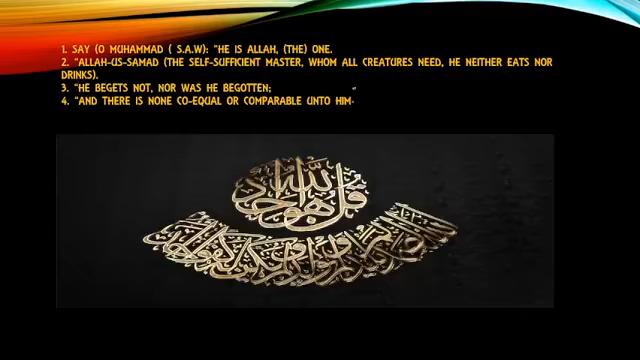 1. SAY (O MUHAMMAD ( S.A.W): "HE IS ALLAH, (THE) ONE.
2. "ALLAH-US-SAMAD (THE SELF-SUFFICIENT MASTER, WHOM ALL CREATURES NEED, HE NEITHER EATS NOR
DRINKS).
3. "HE BEGETS NOT, NOR WAS HE BEGOTTEN;
4. "AND THERE IS NONE CO-EQUAL OR COMPARABLE UNTO HIM.
قل هو الله أحد